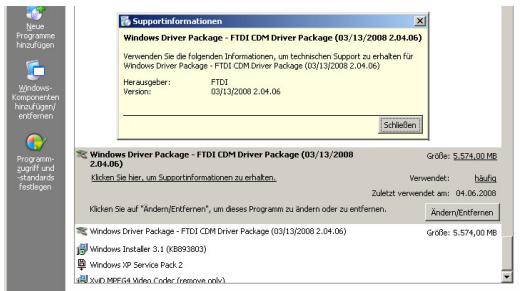 Neue
Programme
hinzufügen
Windows-
Komponenten
hinzufügen/
entfernen
Programm-
zugriff und
-standards
festlegen
Supportinformationen
Windows Driver Package - FTDI CDM Driver Package (03/13/2008 2.04.06)
Verwenden Sie die folgenden Informationen, um technischen Support zu erhalten für
Windows Driver Package - FTDI CDM Driver Package (03/13/2008 2.04.06)
Herausgeber: FTDI
Version: 03/13/2008 2.04.06
Schließen
Windows Driver Package - FTDI CDM Driver Package (03/13/2008 Größe: 5.574,00 MB
2.04.06)
Klicken Sie hier, um Supportinformationen zu erhalten. Verwendet: häufig
Zuletzt verwendet am: 04.06.2008
Klicken Sie auf "Ändern/Entfernen", um dieses Programm zu ändern oder zu entfernen. Ändern/Entfernen
Windows Driver Package - FTDI CDM Driver Package (03/13/2008 2.04.06) Größe: 5.574,00 MB
Windows Installer 3.1 (KB893803)
Windows XP Service Pack 2
XviD MPEG4 Video Codec (remove only)